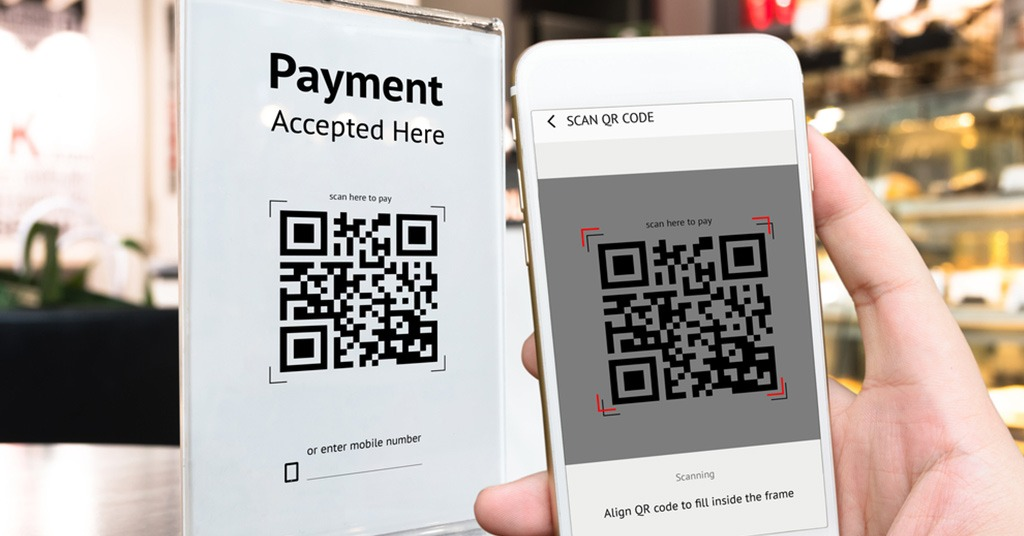 Payment
Accepted Here
scan here to pay
or enter mobile number
SCAN QR CODE
scan here to pay
Scanning
Align QR code to fill inside the frame